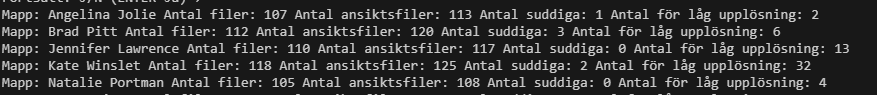 Mapp: Angelina Jolie Antal filer: 107 Antal ansiktsfiler: 113 Antal suddiga: 1 Antal för låg upplösning: 2
Mapp: Brad Pitt Antal filer: 112 Antal ansiktsfiler: 120 Antal suddiga: 3 Antal för låg upplösning: 6
Mapp: Jennifer Lawrence Antal filer: 110 Antal ansiktsfiler: 117 Antal suddiga: 0 Antal för låg upplösning: 13
Mapp: Kate Winslet Antal filer: 118 Antal ansiktsfiler: 125 Antal suddiga: 2 Antal för låg upplösning: 32
Mapp: Natalie Portman Antal filer: 105 Antal ansiktsfiler: 108 Antal suddiga: 0 Antal för låg upplösning: 4